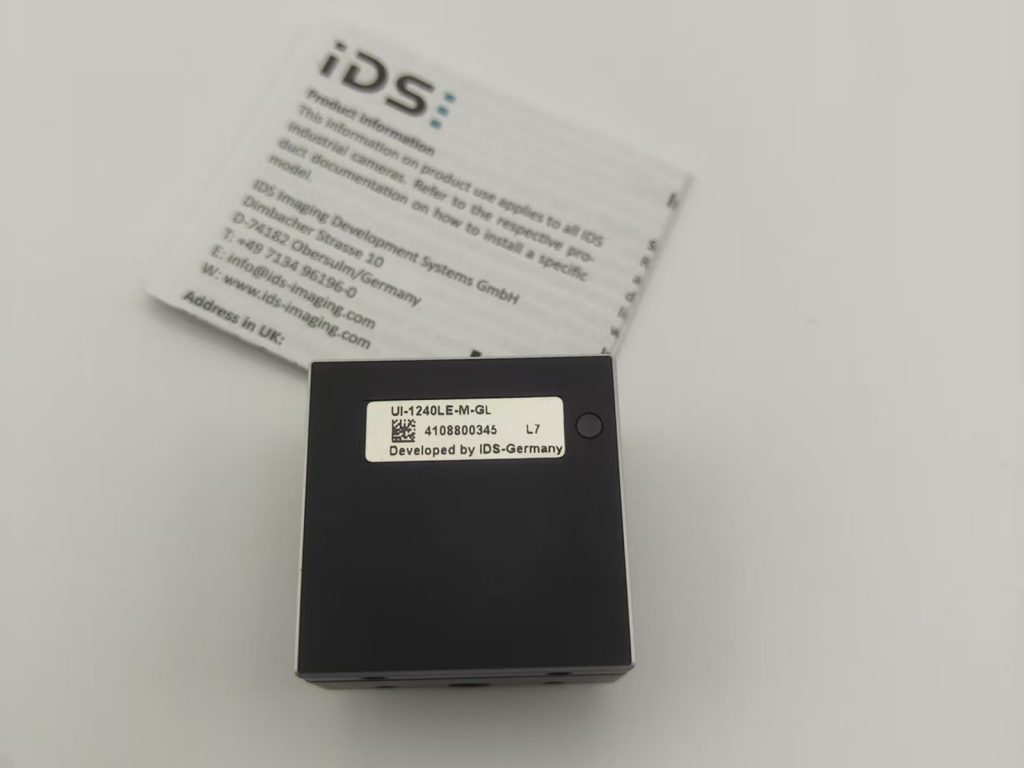 iDS
Product information
This information on product use applies to all IDS
industrial cameras. Refer to the respective pro-
duct documentation on how to install a specific
model.
IDS Imaging Development Systems GmbH
Dimbacher Strasse 10
D-74182 Obersulm/Germany
T: +49 7134 96196-0
E: info@ids-imaging.com
W: www.ids-imaging.com
Address in UK:
UI-1240LE-M-GL
4108800345 L7
Developed by IDS-Germany